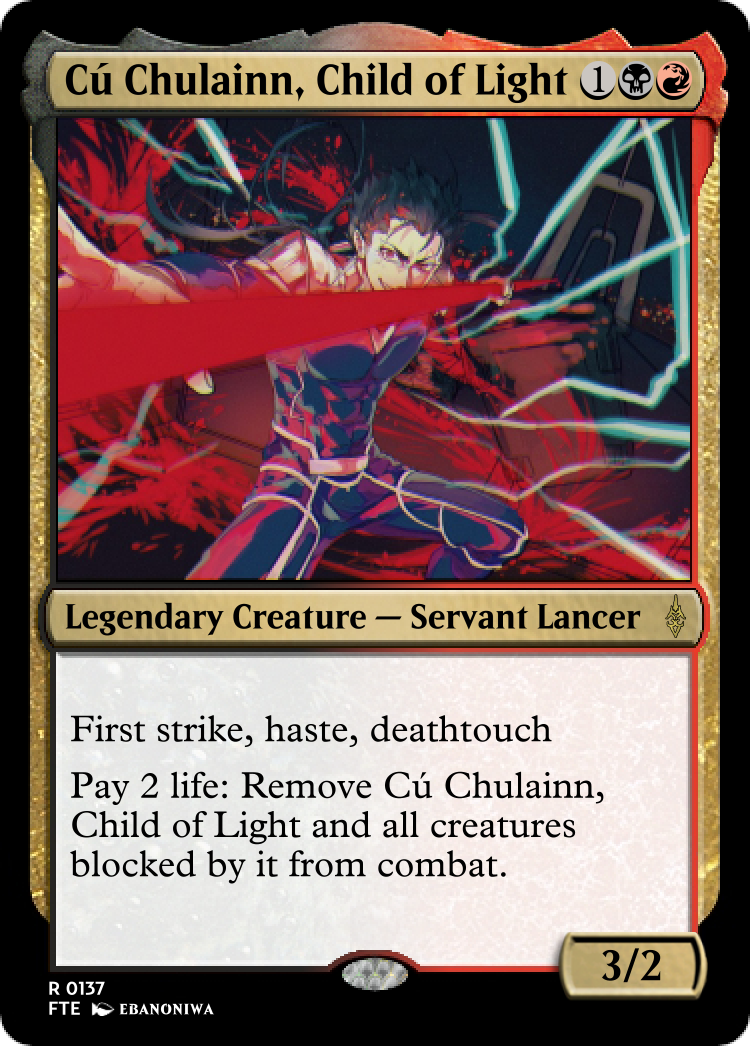 Cú Chulainn, Child of Light 1
Legendary Creature — Servant Lancer
First strike, haste, deathtouch
Pay 2 life: Remove Cú Chulainn,
Child of Light and all creatures
blocked by it from combat.
3/2
R 0137
FTE EBANONIWA